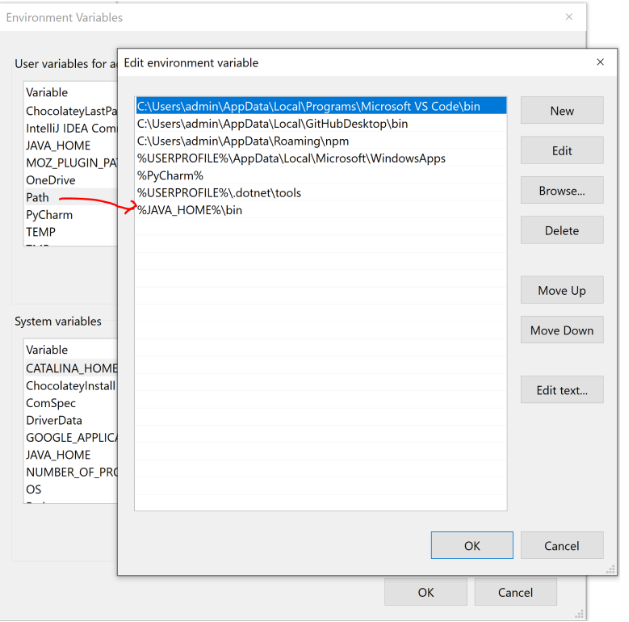 Environment Variables
User variables for a
Variable
ChocolateyLastPa
IntelliJ IDEA Com
JAVA_HOME
MOZ_PLUGIN_PA
OneDrive
Path
PyCharm
TEMP
System variables
Variable
CATALINA_HOME
ChocolateyInstall
ComSpec
DriverData
GOOGLE_APPLICA
JAVA_HOME
NUMBER_OF_PRO
OS
OK
Cancel
Edit environment variable
C:\Users\admin\AppData\Local\Programs\Microsoft VS Code\bin
C:\Users\admin\AppData\Local\GitHubDesktop\bin
C:\Users\admin\AppData\Roaming\npm
%USERPROFILE%\AppData\Local\Microsoft\WindowsApps
%PyCharm%
%USERPROFILE%\.dotnet\tools
%JAVA_HOME%\bin
New
Edit
Browse...
Delete
Move Up
Move Down
Edit text...
OK
Cancel